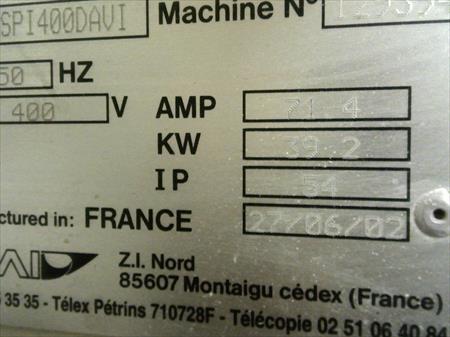 SPI400DAVI Machine N°
50 HZ
400 V AMP 71.4
KW 39.2
IP 54
in: FRANCE 27/06/02
Z.I. Nord
85607 Montaigu cédex (France)
35 35 - Télex Pétrins 710728F - Télécopie 02 51 06 40 84